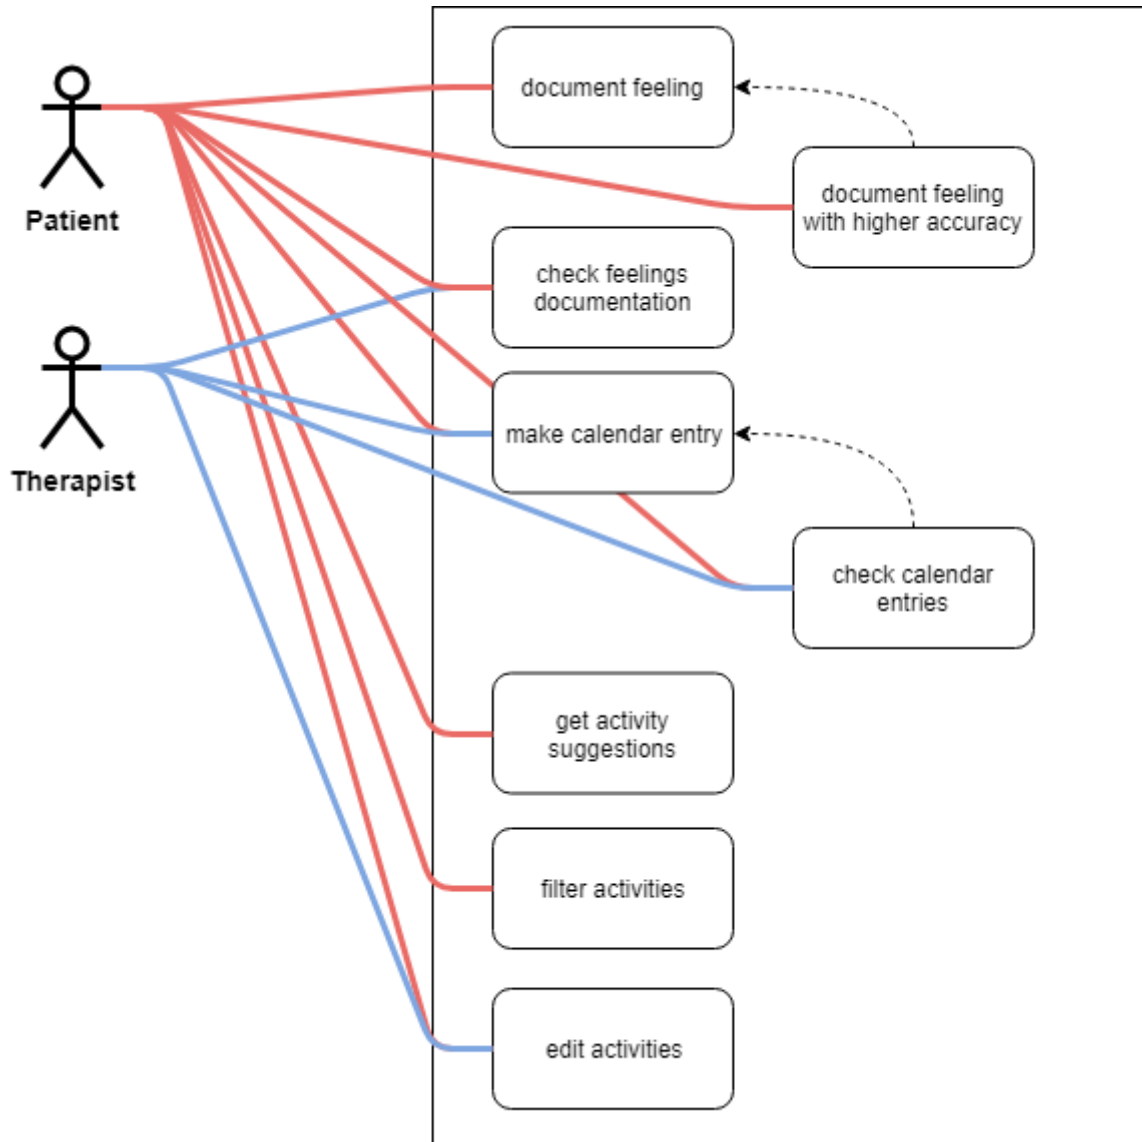 document feeling
document feeling
with higher accuracy
Patient
check feelings
documentation
make calendar entry
Therapist
check calendar
entries
get activity
suggestions
filter activities
edit activities